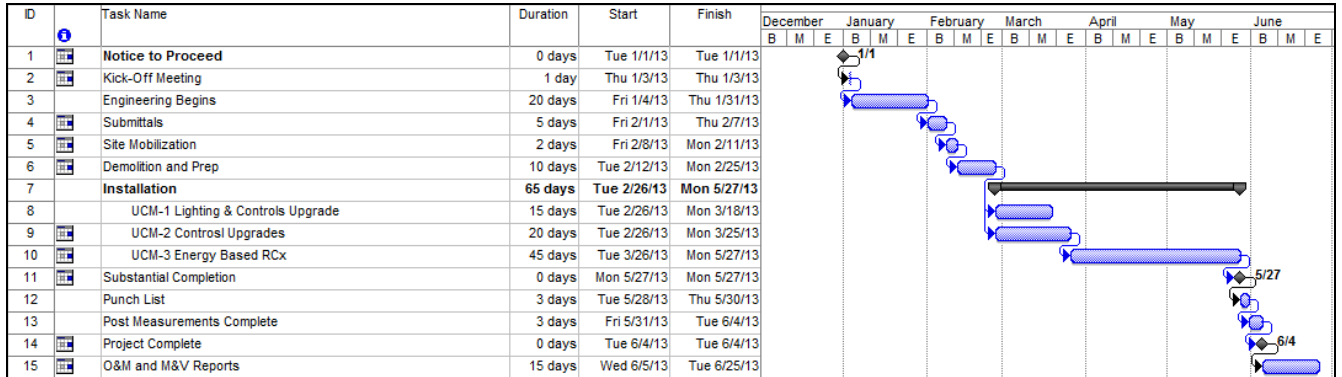 ID Task Name Duration Start Finish December January February March April May June
B M E B M E B M E B M E B M E B M E B M E
1 Notice to Proceed 0 days Tue 1/1/13 Tue 1/1/13 1/1
2 Kick-Off Meeting 1 day Thu 1/3/13 Thu 1/3/13
3 Engineering Begins 20 days Fri 1/4/13 Thu 1/31/13
4 Submittals 5 days Fri 2/1/13 Thu 2/7/13
5 Site Mobilization 2 days Fri 2/8/13 Mon 2/11/13
6 Demolition and Prep 10 days Tue 2/12/13 Mon 2/25/13
7 Installation 65 days Tue 2/26/13 Mon 5/27/13
8 UCM-1 Lighting & Controls Upgrade 15 days Tue 2/26/13 Mon 3/18/13
9 UCM-2 Controsl Upgrades 20 days Tue 2/26/13 Mon 3/25/13
10 UCM-3 Energy Based RCx 45 days Tue 3/26/13 Mon 5/27/13
11 Substantial Completion 0 days Mon 5/27/13 Mon 5/27/13 5/27
12 Punch List 3 days Tue 5/28/13 Thu 5/30/13
13 Post Measurements Complete 3 days Fri 5/31/13 Tue 6/4/13
14 Project Complete 0 days Tue 6/4/13 Tue 6/4/13 6/4
15 O&M and M&V Reports 15 days Wed 6/5/13 Tue 6/25/13